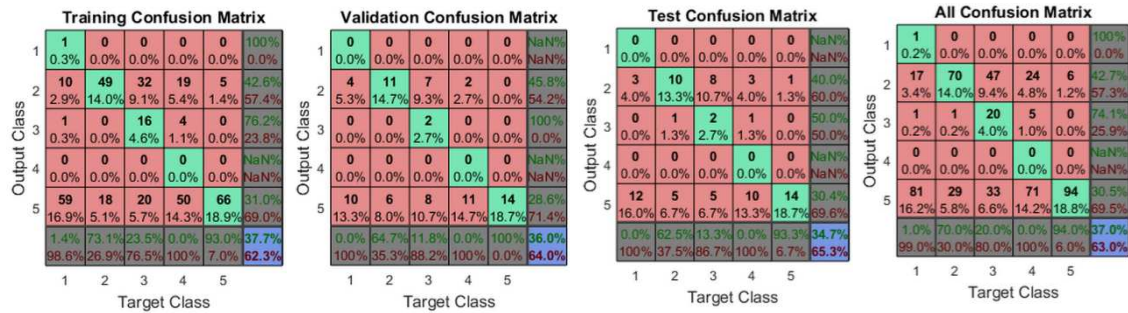 Training Confusion Matrix
1 0 0 0 0 100%
0.3% 0.0% 0.0% 0.0% 0.0% 0.0%
10 49 32 19 5 42.6%
2.9% 14.0% 9.1% 5.4% 1.4% 57.4%
1 0 16 4 0 76.2%
0.3% 0.0% 4.6% 1.1% 0.0% 23.8%
0 0 0 0 0 NaN%
0.0% 0.0% 0.0% 0.0% 0.0% NaN%
59 18 20 50 66 31.0%
16.9% 5.1% 5.7% 14.3% 18.9% 69.0%
1.4% 73.1% 23.5% 0.0% 93.0% 37.7%
98.6% 26.9% 76.5% 100% 7.0% 62.3%
1 2 3 4 5
Output Class
1 2 3 4 5
Target Class
Validation Confusion Matrix
0 0 0 0 0 NaN%
0.0% 0.0% 0.0% 0.0% 0.0% NaN%
4 11 7 2 0 45.8%
5.3% 14.7% 9.3% 2.7% 0.0% 54.2%
0 0 2 0 0 100%
0.0% 0.0% 2.7% 0.0% 0.0% 0.0%
0 0 0 0 0 NaN%
0.0% 0.0% 0.0% 0.0% 0.0% NaN%
10 6 8 11 14 28.6%
13.3% 8.0% 10.7% 14.7% 18.7% 71.4%
0.0% 64.7% 11.8% 0.0% 100% 36.0%
100% 35.3% 88.2% 100% 0.0% 64.0%
1 2 3 4 5
Output Class
1 2 3 4 5
Target Class
Test Confusion Matrix
0 0 0 0 0 NaN%
0.0% 0.0% 0.0% 0.0% 0.0% NaN%
3 10 8 3 1 40.0%
4.0% 13.3% 10.7% 4.0% 1.3% 60.0%
0 1 2 1 0 50.0%
0.0% 1.3% 2.7% 1.3% 0.0% 50.0%
0 0 0 0 0 NaN%
0.0% 0.0% 0.0% 0.0% 0.0% NaN%
12 5 5 10 14 30.4%
16.0% 6.7% 6.7% 13.3% 18.7% 69.6%
0.0% 62.5% 13.3% 0.0% 93.3% 34.7%
100% 37.5% 86.7% 100% 6.7% 65.3%
1 2 3 4 5
Output Class
1 2 3 4 5
Target Class
All Confusion Matrix
1 0 0 0 0 100%
0.2% 0.0% 0.0% 0.0% 0.0% 0.0%
17 70 47 24 6 42.7%
3.4% 14.0% 9.4% 4.8% 1.2% 57.3%
1 1 20 5 0 74.1%
0.2% 0.2% 4.0% 1.0% 0.0% 25.9%
0 0 0 0 0 NaN%
0.0% 0.0% 0.0% 0.0% 0.0% NaN%
81 29 33 71 94 30.5%
16.2% 5.8% 6.6% 14.2% 18.8% 69.5%
1.0% 70.0% 20.0% 0.0% 94.0% 37.0%
99.0% 30.0% 80.0% 100% 6.0% 63.0%
1 2 3 4 5
Output Class
1 2 3 4 5
Target Class